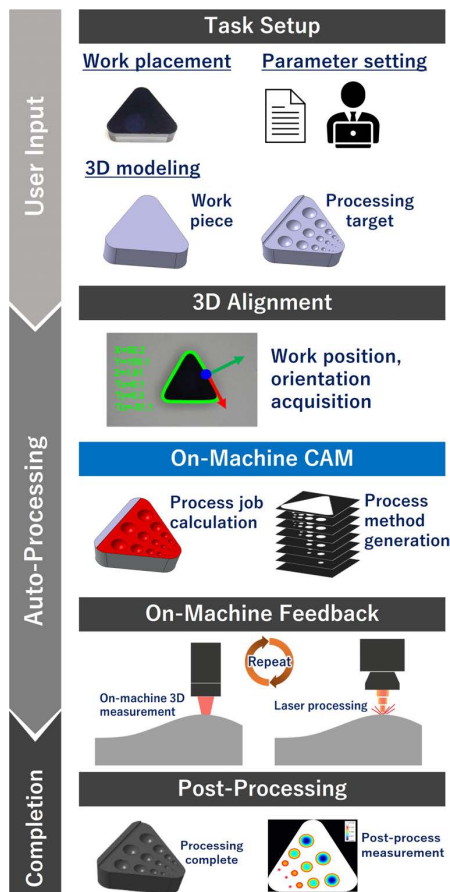 Task Setup
Work placement
Parameter setting
3D modeling
Work
piece
Processing
target
User Input
3D Alignment
Work position,
orientation
acquisition
On-Machine CAM
Process job
calculation
Process
method
generation
Auto-Processing
On-Machine Feedback
Repeat
On-machine 3D
measurement
Laser processing
Post-Processing
Processing
complete
Post-process
measurement
Completion